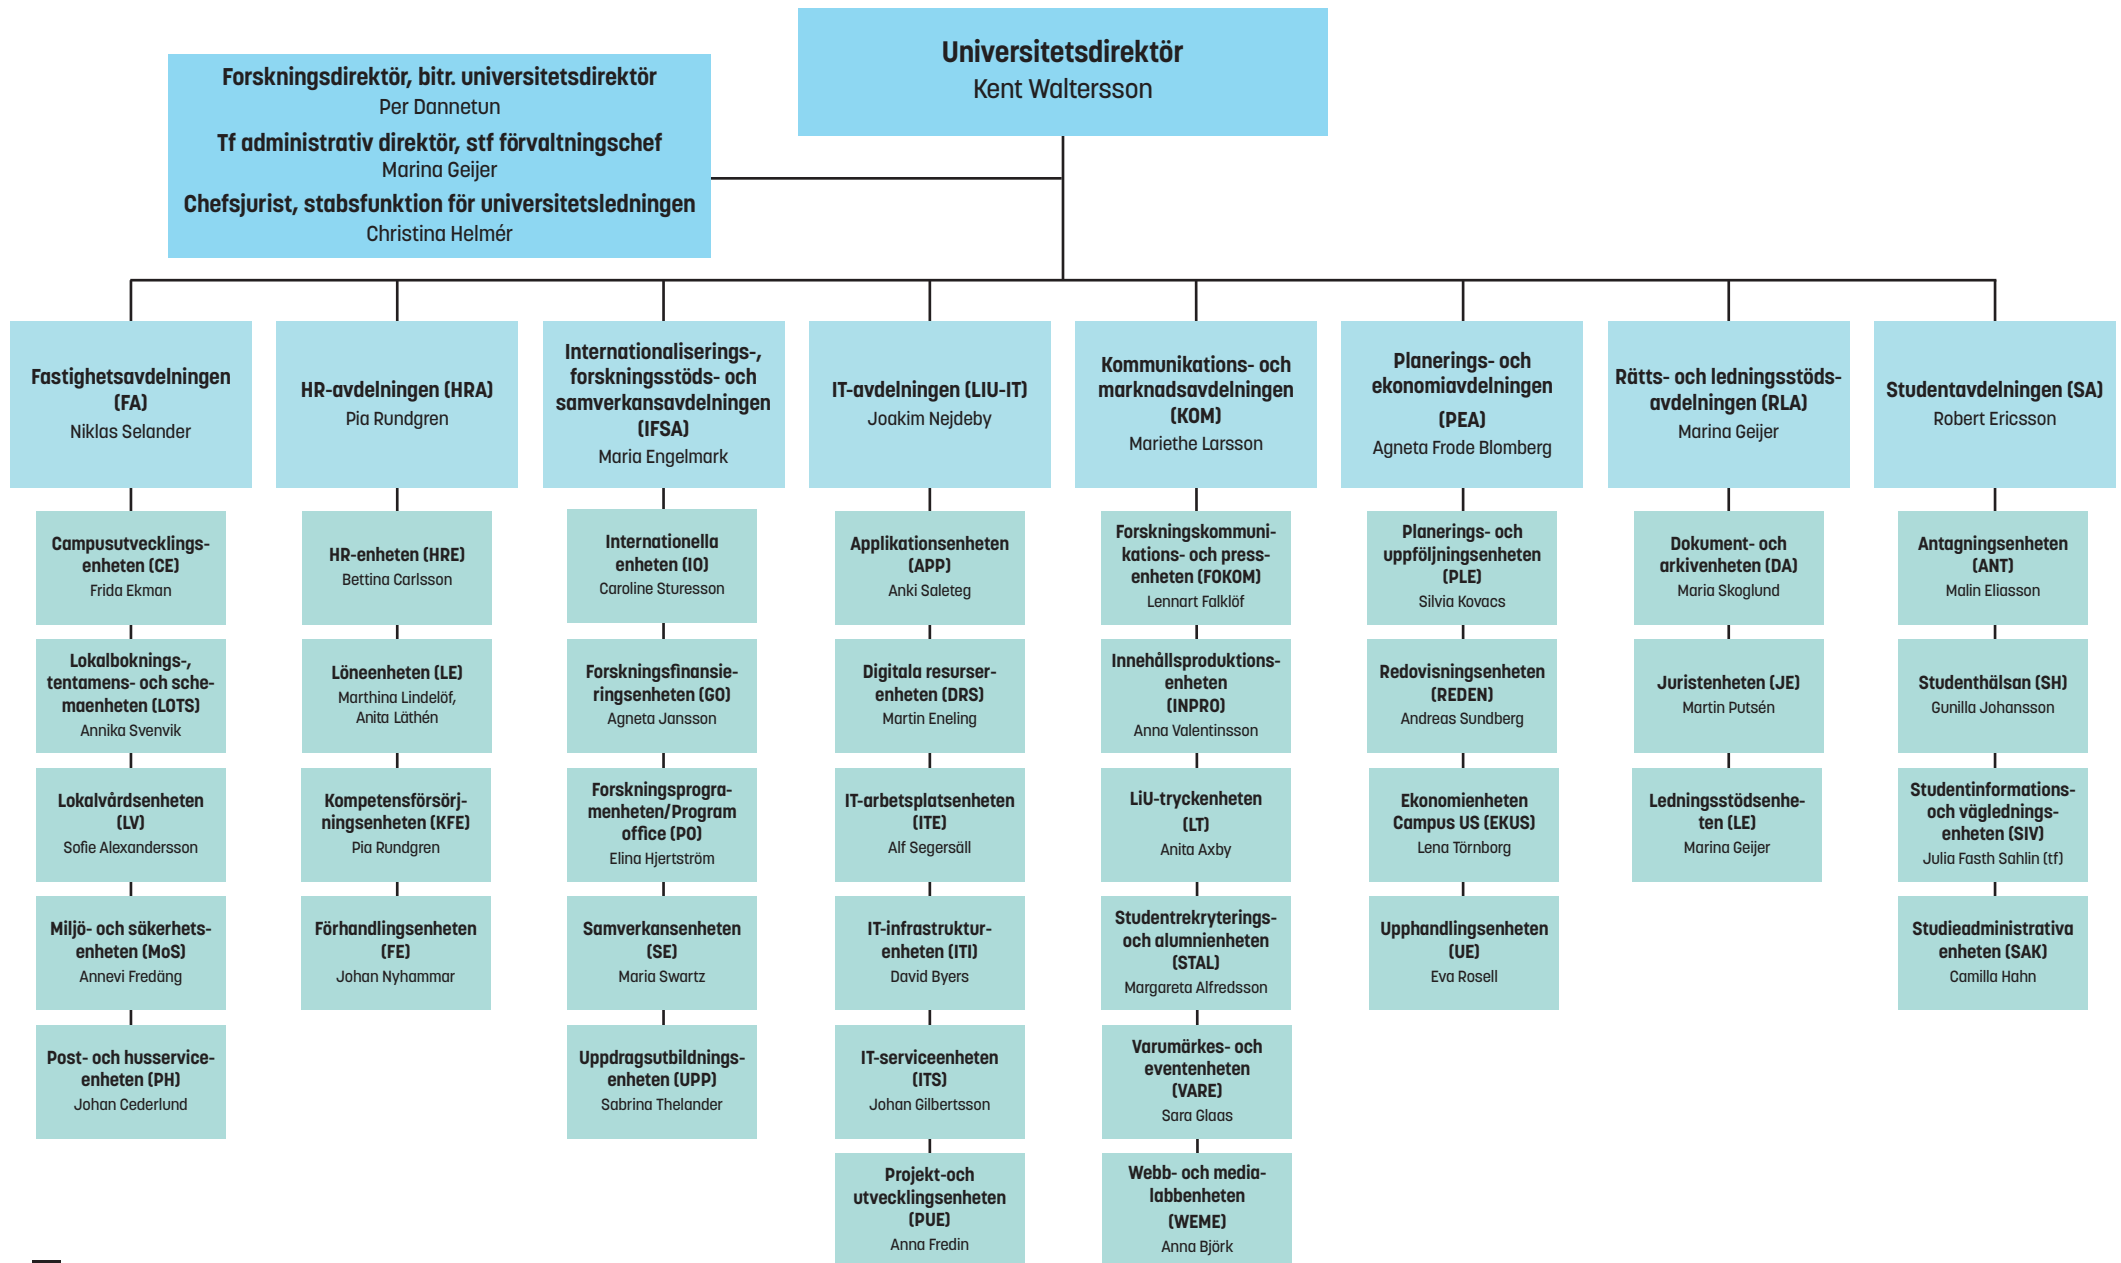 Universitetsdirektör
Kent Waltersson
Forskningsdirektör, bitr. universitetsdirektör
Per Dannetun
Tf administrativ direktör, stf förvaltningschef
Marina Geijer
Chefsjurist, stabsfunktion för universitetsledningen
Christina Helmér
Fastighetsavdelningen
(FA)
Niklas Selander
Campusutvecklings-
enheten (CE)
Frida Ekman
Lokalboknings-,
tentamens- och sche-
maenheten (LOTS)
Annika Svenvik
Lokalvårdsenheten
(LV)
Sofie Alexandersson
Miljö- och säkerhets-
enheten (MoS)
Annevi Fredäng
Post- och husservice-
enheten (PH)
Johan Cederlund
HR-avdelningen (HRA)
Pia Rundgren
HR-enheten (HRE)
Bettina Carlsson
Löneenheten (LE)
Marthina Lindelöf,
Anita Läthén
Kompetensförsörj-
ningsenheten (KFE)
Pia Rundgren
Förhandlingsenheten
(FE)
Johan Nyhammar
Internationaliserings-,
forskningsstöds- och
samverkansavdelningen
(IFSA)
Maria Engelmark
Internationella
enheten (IO)
Caroline Sturesson
Forskningsfinansie-
ringsenheten (GO)
Agneta Jansson
Forskningsprogra-
menheten/Program
office (PO)
Elina Hjertström
Samverkansenheten
(SE)
Maria Swartz
Uppdragsutbildnings-
enheten (UPP)
Sabrina Thelander
IT-avdelningen (LIU-IT)
Joakim Nejdeby
Applikationsenheten
(APP)
Anki Saleteg
Digitala resurser-
enheten (DRS)
Martin Eneling
IT-arbetsplatsenheten
(ITE)
Alf Segersäll
IT-infrastruktur-
enheten (ITI)
David Byers
IT-serviceenheten
(ITS)
Johan Gilbertsson
Projekt-och
utvecklingsenheten
(PUE)
Anna Fredin
Kommunikations- och
marknadsavdelningen
(KOM)
Mariethe Larsson
Forskningskommuni-
kations- och press-
enheten (FOKOM)
Lennart Falklöf
Innehållsproduktions-
enheten
(INPRO)
Anna Valentinsson
LiU-tryckenheten
(LT)
Anita Axby
Studentrekryterings-
och alumnienheten
(STAL)
Margareta Alfredsson
Varumärkes- och
eventenheten
(VARE)
Sara Glaas
Webb- och media-
labbenheten
(WEME)
Anna Björk
Planerings- och
ekonomiavdelningen
(PEA)
Agneta Frode Blomberg
Planerings- och
uppföljningsenheten
(PLE)
Silvia Kovacs
Redovisningsenheten
(REDEN)
Andreas Sundberg
Ekonomienheten
Campus US (EKUS)
Lena Törnborg
Upphandlingsenheten
(UE)
Eva Rosell
Rätts- och ledningsstöds-
avdelningen (RLA)
Marina Geijer
Dokument- och
arkivenheten (DA)
Maria Skoglund
Juristenheten (JE)
Martin Putsén
Ledningsstödsenhe-
ten (LE)
Marina Geijer
Studentavdelningen (SA)
Robert Ericsson
Antagningsenheten
(ANT)
Malin Eliasson
Studenthälsan (SH)
Gunilla Johansson
Studentinformations-
och väglednings-
enheten (SIV)
Julia Fasth Sahlin (tf)
Studieadministrativa
enheten (SAK)
Camilla Hahn